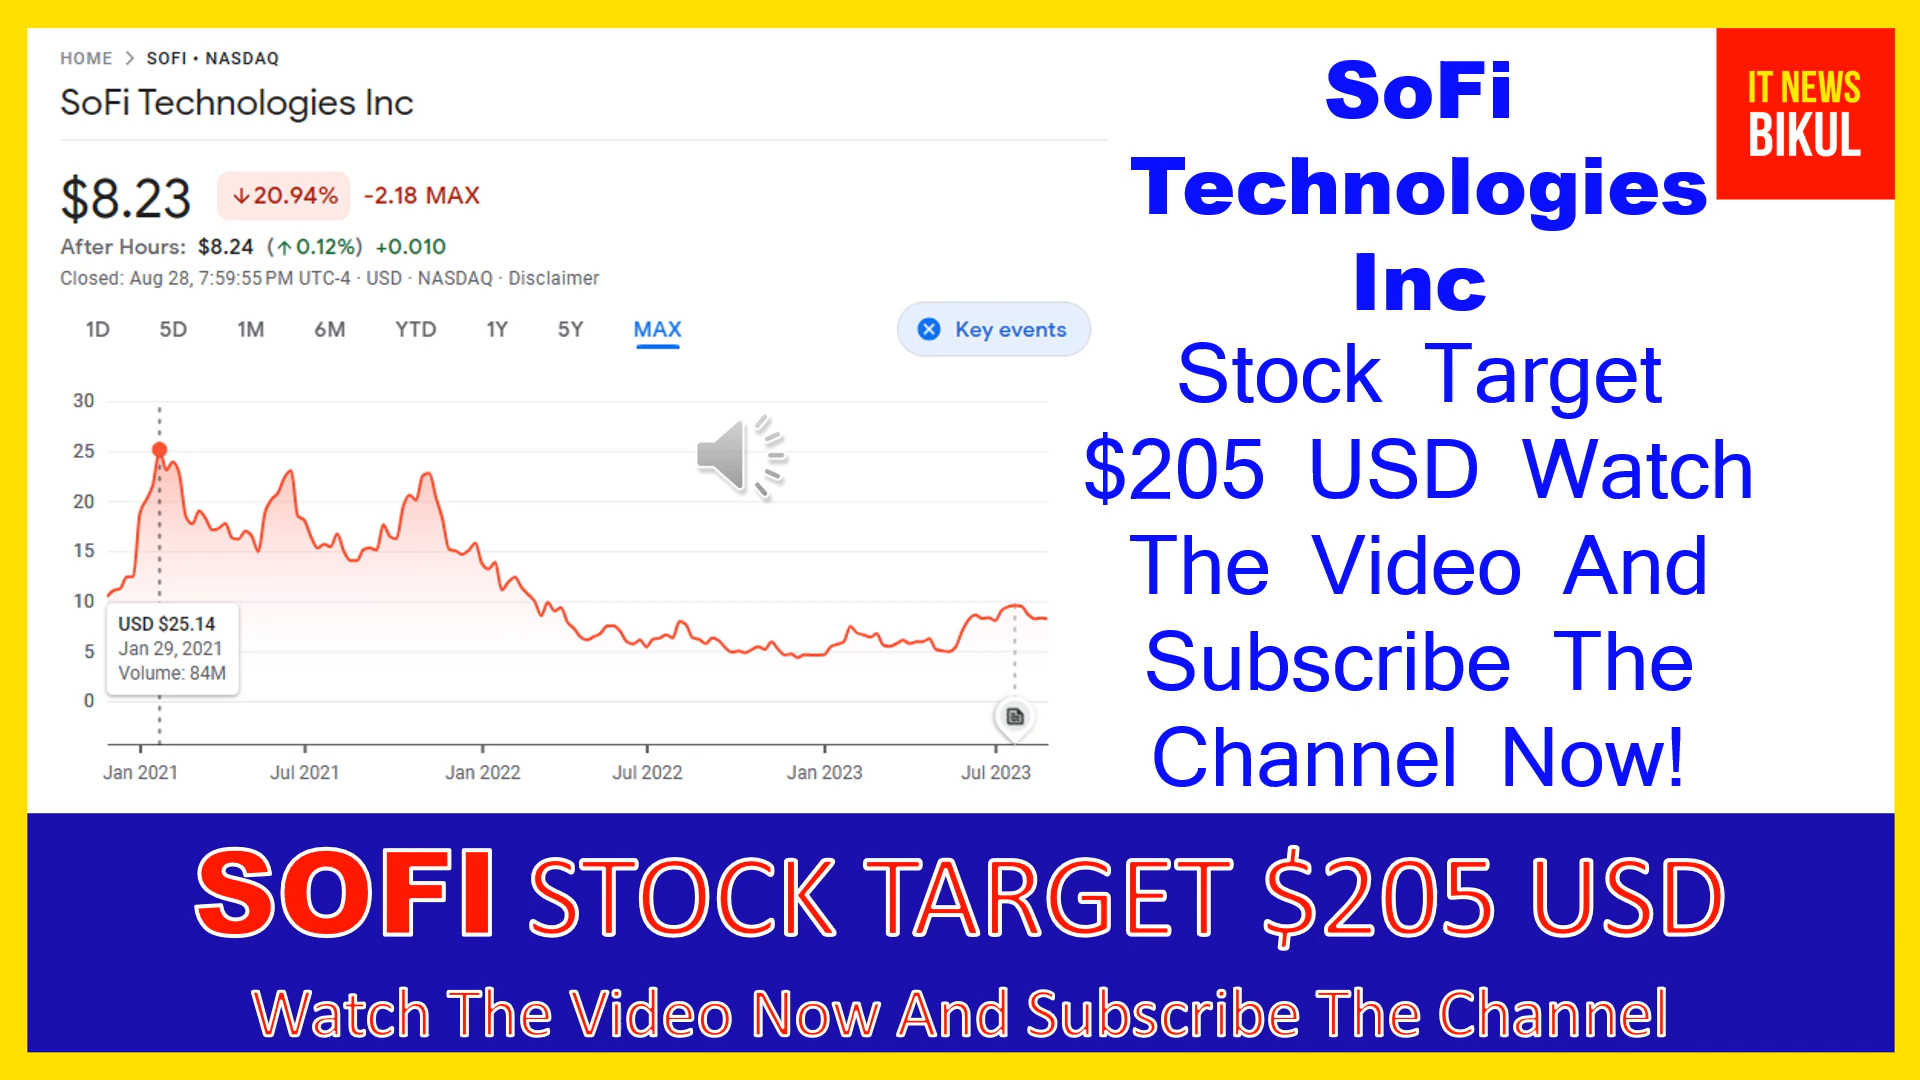 HOME > SOFI • NASDAQ
SoFi Technologies Inc
$8.23 ↓20.94% -2.18 MAX
After Hours: $8.24 (↑0.12%) +0.010
Closed: Aug 28, 7:59:55 PM UTC-4 · USD · NASDAQ · Disclaimer
1D 5D 1M 6M YTD 1Y 5Y MAX
Key events
30
25
20
15
10
5
0
USD $25.14
Jan 29, 2021
Volume: 84M
Jan 2021 Jul 2021 Jan 2022 Jul 2022 Jan 2023 Jul 2023
SoFi
Technologies
Inc
Stock Target
$205 USD Watch
The Video And
Subscribe The
Channel Now!
IT NEWS
BIKUL
SOFI STOCK TARGET $205 USD
Watch The Video Now And Subscribe The Channel